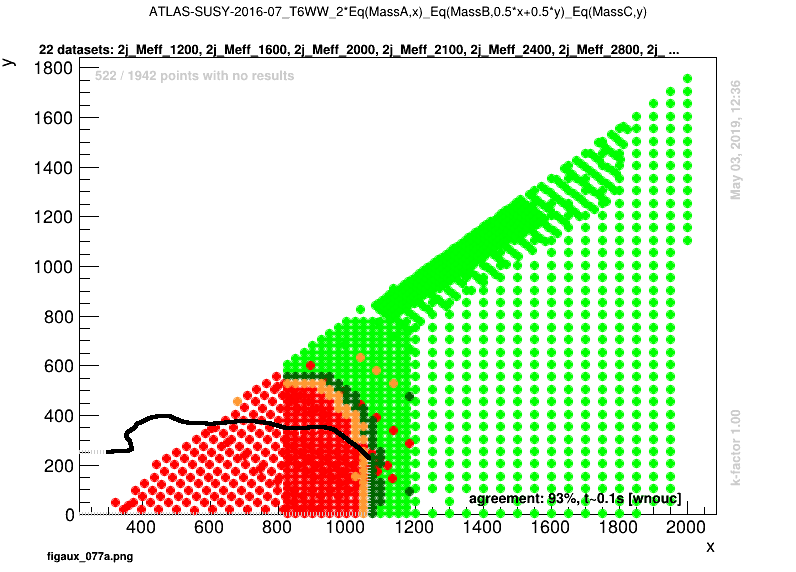 ATLAS-SUSY-2016-07_T6WW_2*Eq(MassA,x)_Eq(MassB,0.5*x+0.5*y)_Eq(MassC,y)
22 datasets: 2j_Meff_1200, 2j_Meff_1600, 2j_Meff_2000, 2j_Meff_2100, 2j_Meff_2400, 2j_Meff_2800, 2j_ ...
y
522 / 1942 points with no results
1800
1600
1400
1200
1000
800
600
400
200
0
May 03, 2019, 12:36
k-factor 1.00
agreement: 93%, t~0.1s [wnouc]
400 600 800 1000 1200 1400 1600 1800 2000
x
figaux_077a.png